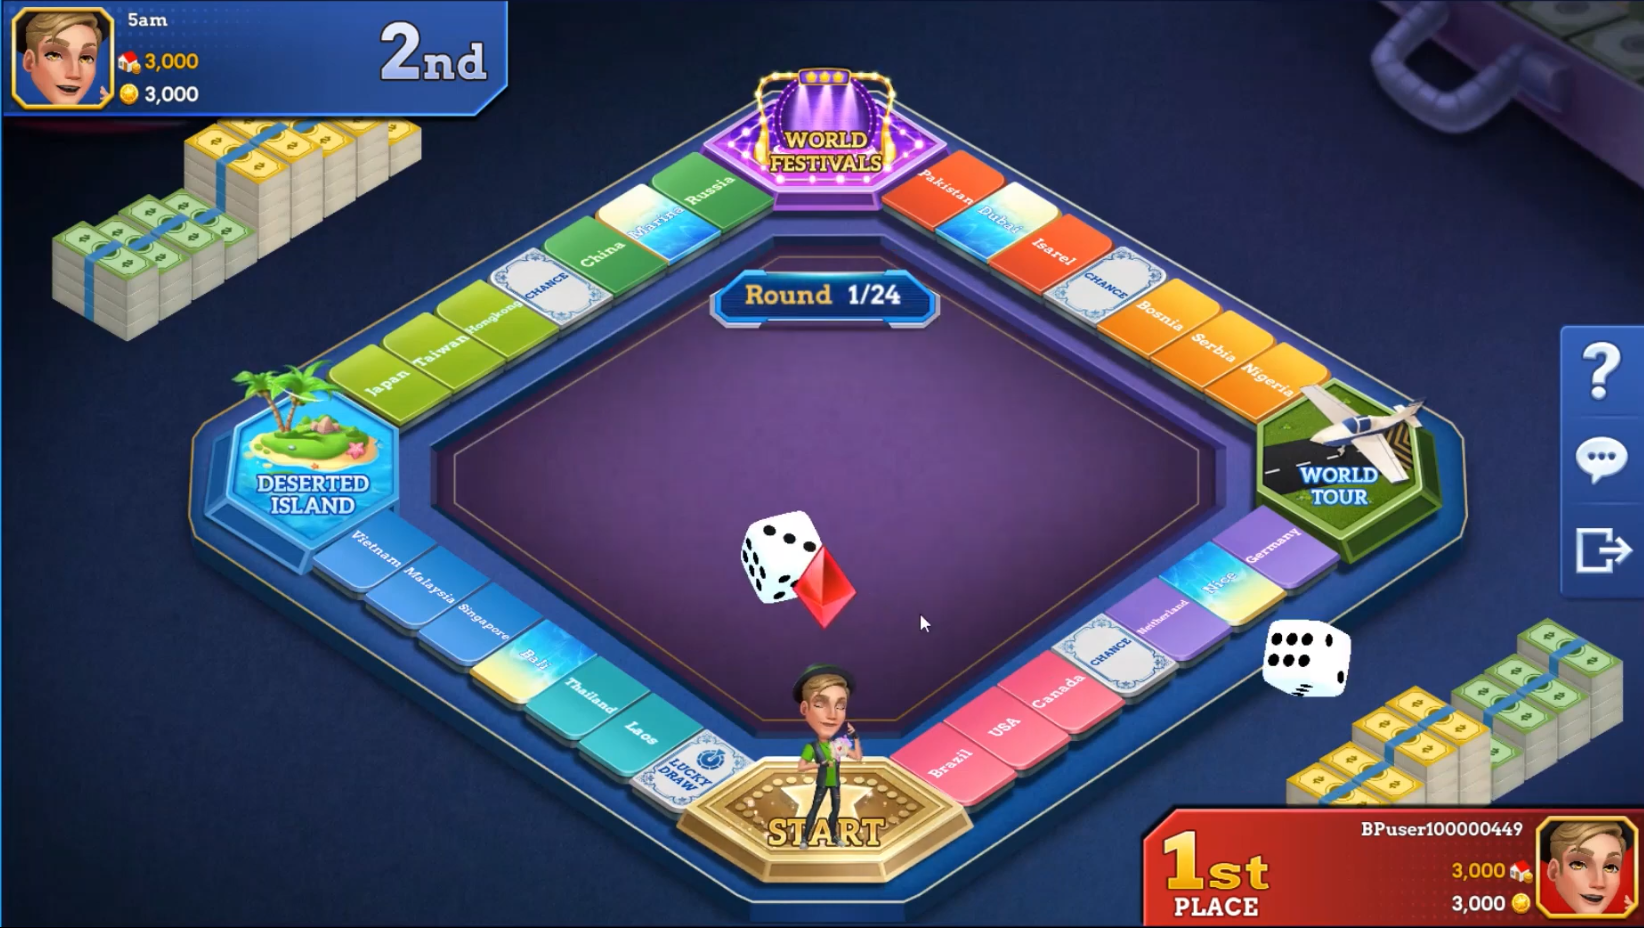 5am
3,000
3,000
2nd
WORLD
FESTIVALS
Russia
Marina
China
CHANCE
Hongkong
Taiwan
Japan
Pakistan
Dubai
Isarel
CHANCE
Bosnia
Serbia
Nigeria
Round 1/24
DESERTED
ISLAND
WORLD
TOUR
Vietnam
Malaysia
Singapore
Bali
Thailand
Laos
LUCKY
DRAW
START
Germany
Nice
Neitherland
CHANCE
Canada
USA
Brazil
?
1st
PLACE
BPuser100000449
3,000
3,000